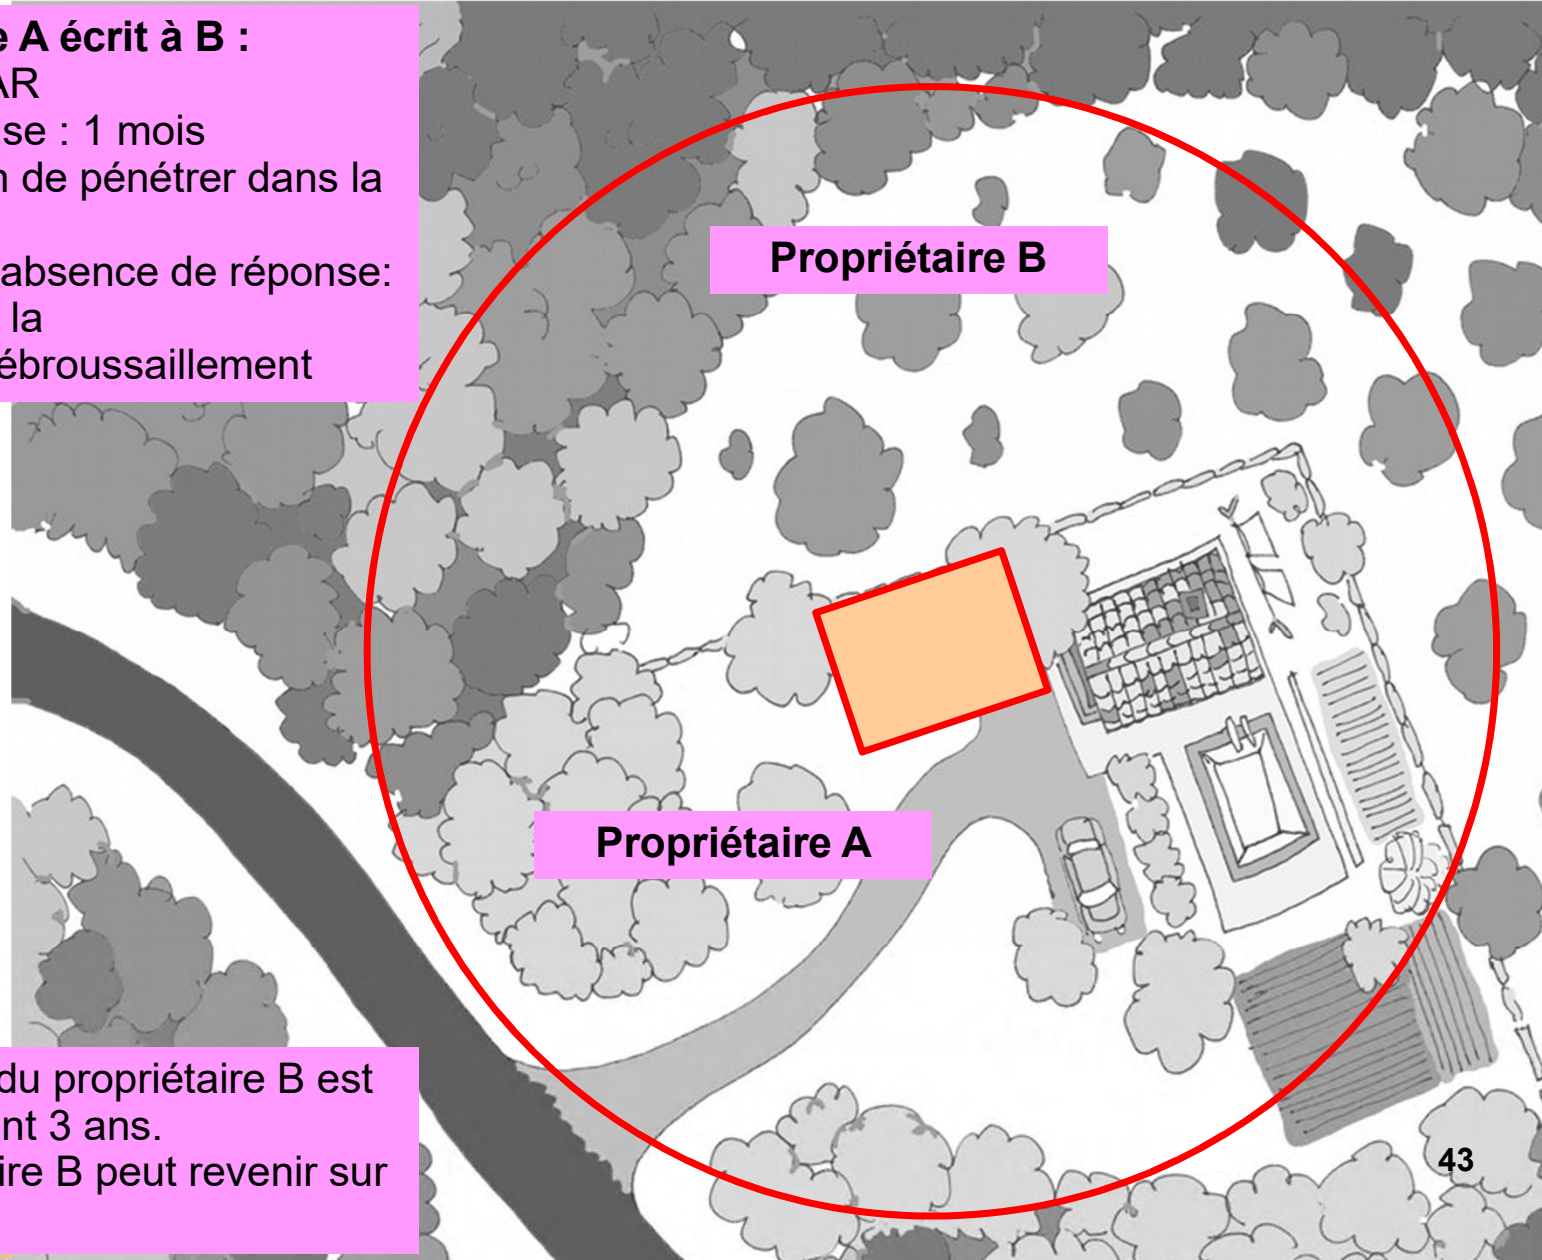 e A écrit à B :
AR
se : 1 mois
n de pénétrer dans la
absence de réponse:
la
ébroussaillement
Propriétaire B
Propriétaire A
du propriétaire B est
nt 3 ans.
ire B peut revenir sur
43